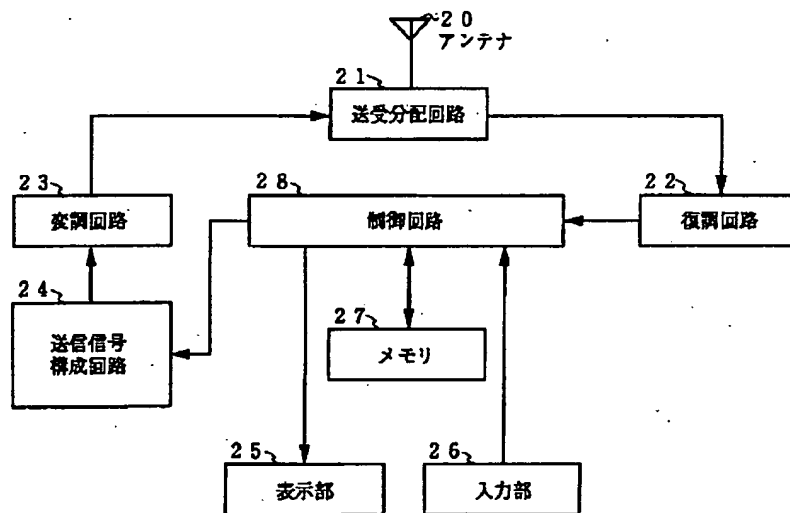 20
アンテナ
21
送受分配回路
23
変調回路
28
制御回路
22
復調回路
24
送信信号
構成回路
27
メモリ
25
表示部
26
入力部